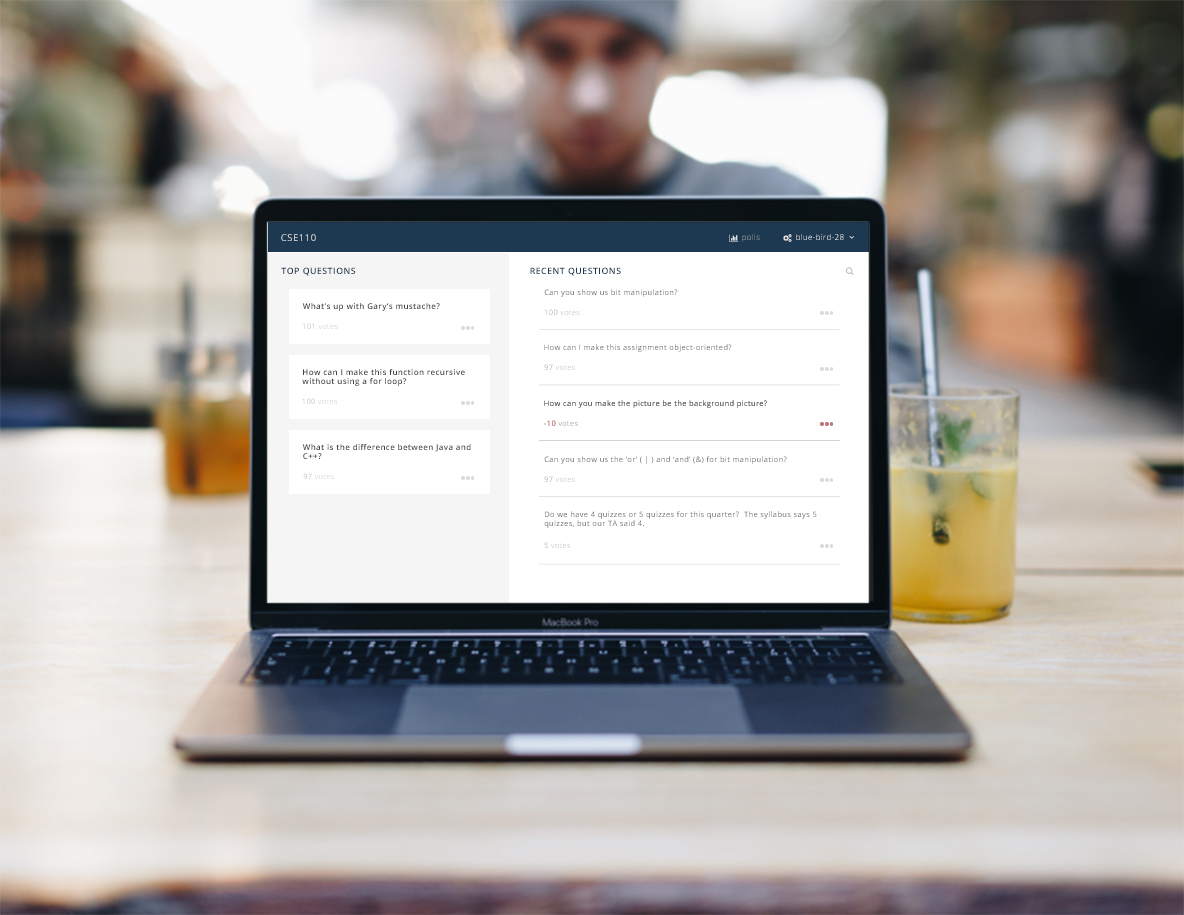 CSE110
polls
blue-bird-28
TOP QUESTIONS
What's up with Gary's mustache?
101 votes
How can I make this function recursive
without using a for loop?
100 votes
What is the difference between Java and
C++?
97 votes
RECENT QUESTIONS
Can you show us bit manipulation?
100 votes
How can I make this assignment object-oriented?
97 votes
How can you make the picture be the background picture?
-10 votes
Can you show us the 'or' ( | ) and 'and' (&) for bit manipulation?
97 votes
Do we have 4 quizzes or 5 quizzes for this quarter? The syllabus says 5
quizzes, but our TA said 4.
5 votes
MacBook Pro